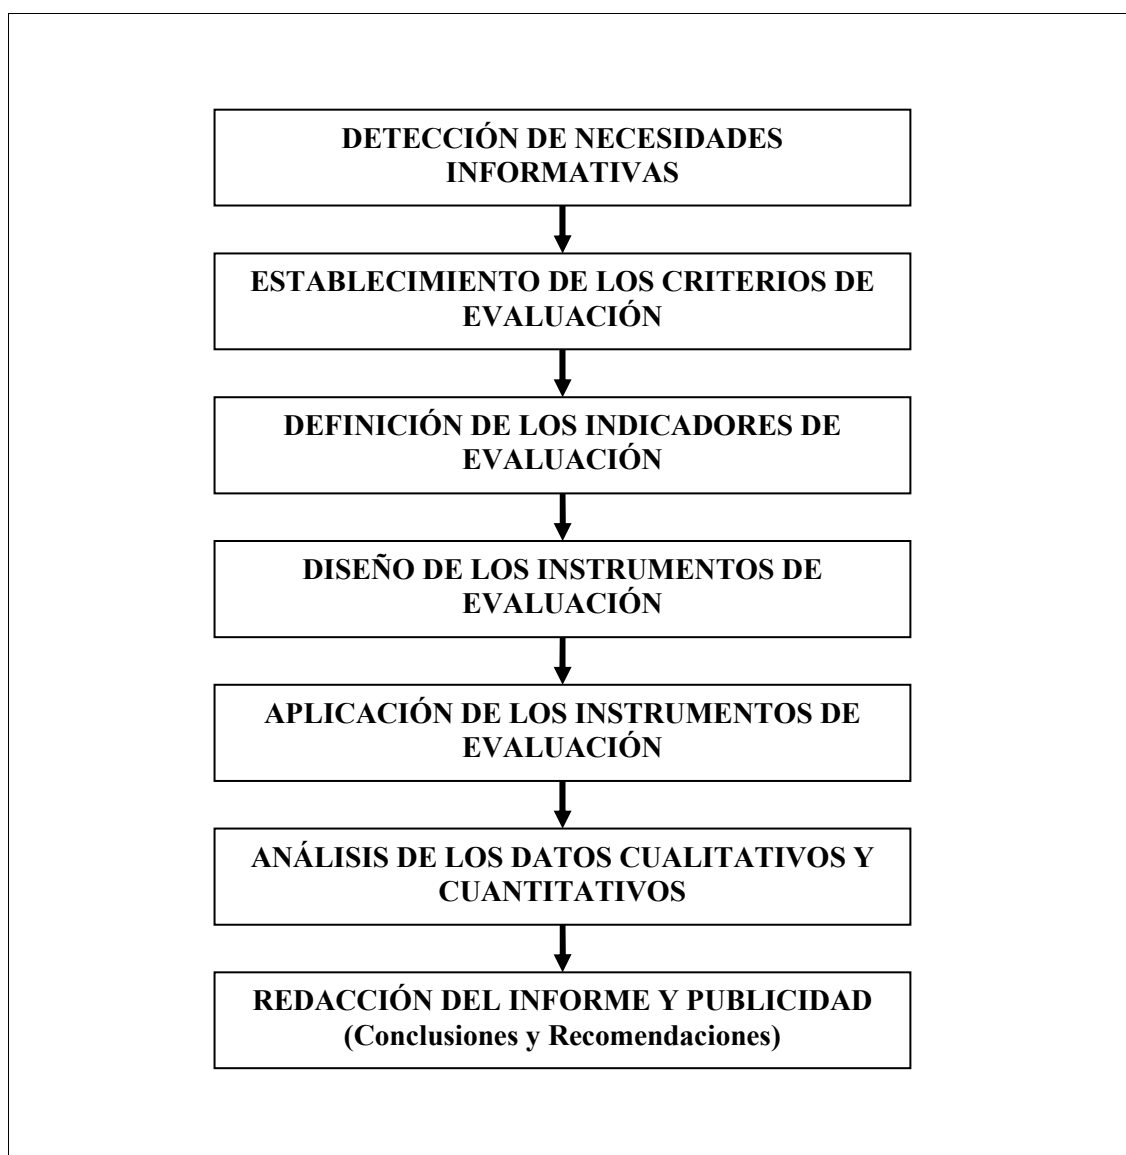 DETECCIÓN DE NECESIDADES
INFORMATIVAS
ESTABLECIMIENTO DE LOS CRITERIOS DE
EVALUACIÓN
DEFINICIÓN DE LOS INDICADORES DE
EVALUACIÓN
DISEÑO DE LOS INSTRUMENTOS DE
EVALUACIÓN
APLICACIÓN DE LOS INSTRUMENTOS DE
EVALUACIÓN
ANÁLISIS DE LOS DATOS CUALITATIVOS Y
CUANTITATIVOS
REDACCIÓN DEL INFORME Y PUBLICIDAD
(Conclusiones y Recomendaciones)